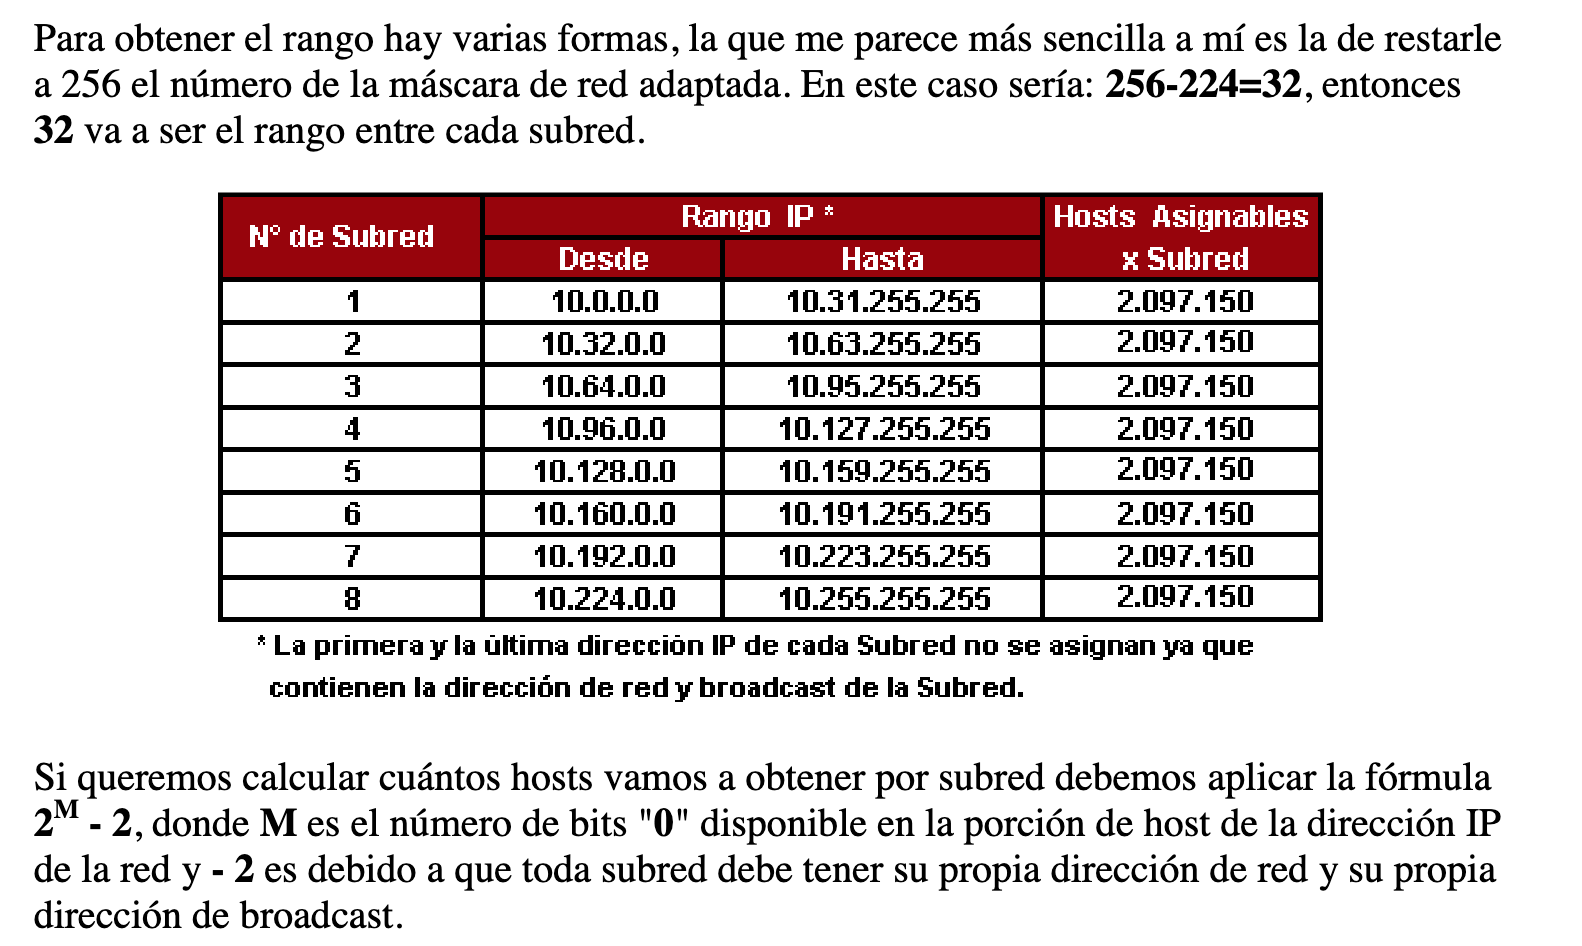 Para obtener el rango hay varias formas, la que me parece más sencilla a mí es la de restarle
a 256 el número de la máscara de red adaptada. En este caso sería: 256-224=32, entonces
32 va a ser el rango entre cada subred.
N° de Subred Rango IP * Hosts Asignables x Subred
Desde Hasta
1 10.0.0.0 10.31.255.255 2.097.150
2 10.32.0.0 10.63.255.255 2.097.150
3 10.64.0.0 10.95.255.255 2.097.150
4 10.96.0.0 10.127.255.255 2.097.150
5 10.128.0.0 10.159.255.255 2.097.150
6 10.160.0.0 10.191.255.255 2.097.150
7 10.192.0.0 10.223.255.255 2.097.150
8 10.224.0.0 10.255.255.255 2.097.150
* La primera y la última dirección IP de cada Subred no se asignan ya que
contienen la dirección de red y broadcast de la Subred.
Si queremos calcular cuántos hosts vamos a obtener por subred debemos aplicar la fórmula
2^M - 2, donde M es el número de bits "0" disponible en la porción de host de la dirección IP
de la red y - 2 es debido a que toda subred debe tener su propia dirección de red y su propia
dirección de broadcast.